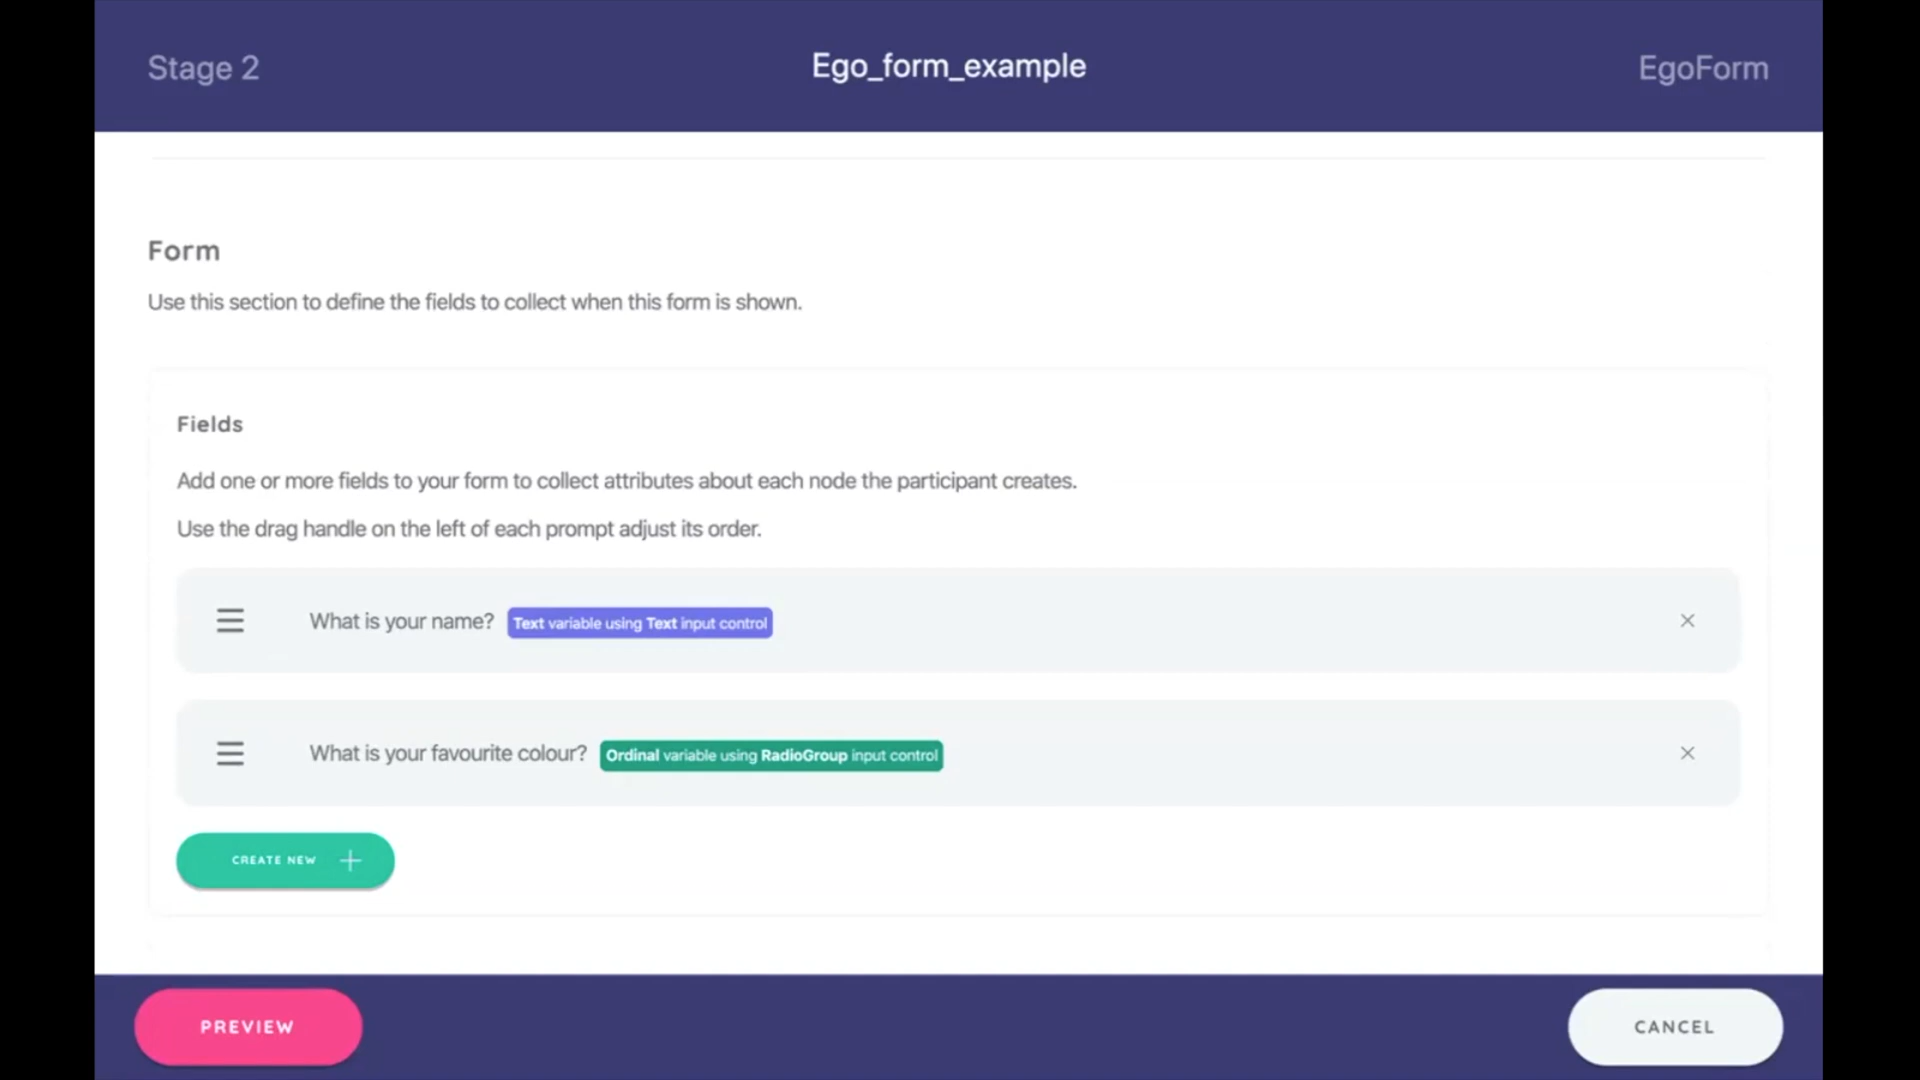 Stage 2
Ego_form_example
EgoForm
Form
Use this section to define the fields to collect when this form is shown.
Fields
Add one or more fields to your form to collect attributes about each node the participant creates.
Use the drag handle on the left of each prompt adjust its order.
What is your name? Text variable using Text input control
What is your favourite colour? Ordinal variable using RadioGroup input control
CREATE NEW
PREVIEW
CANCEL